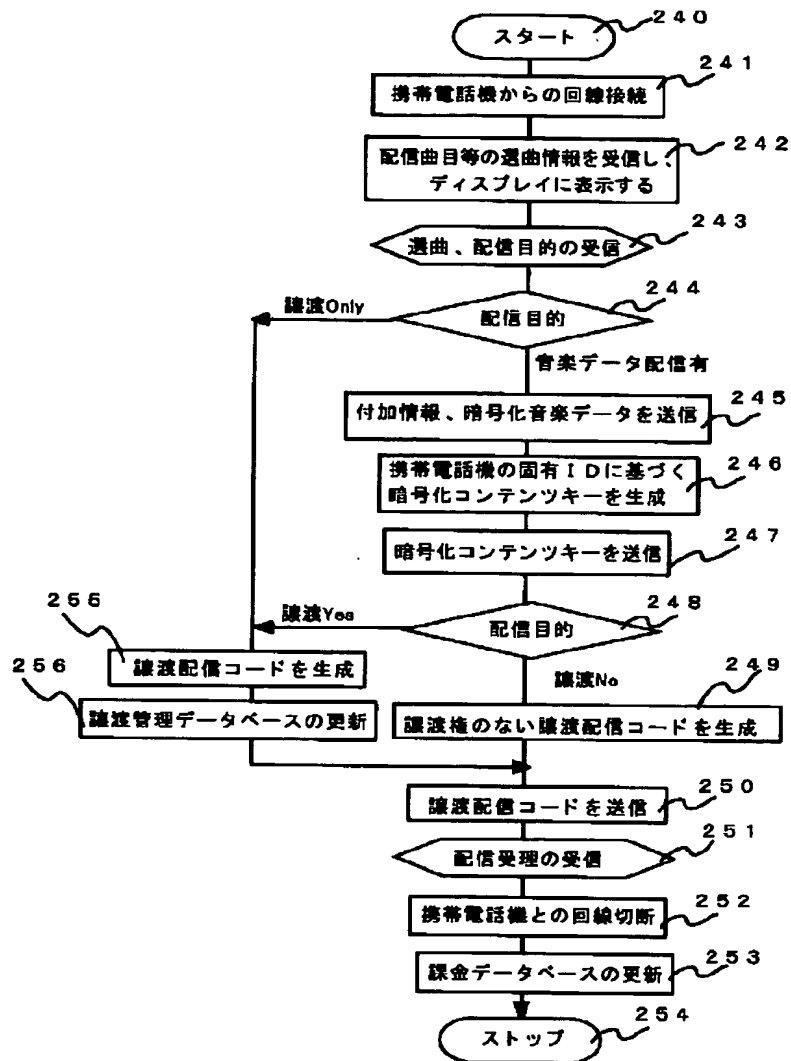 スタート
240
携帯電話機からの回線接続
241
配信曲目等の選曲情報を受信し、
ディスプレイに表示する
242
選曲、配信目的の受信
243
配信目的
244
譲渡Only
音楽データ配信有
付加情報、暗号化音楽データを送信
245
携帯電話機の固有IDに基づく
暗号化コンテンツキーを生成
246
暗号化コンテンツキーを送信
247
配信目的
248
譲渡Yes
譲渡No
譲渡配信コードを生成
255
譲渡管理データベースの更新
256
譲渡権のない譲渡配信コードを生成
249
譲渡配信コードを送信
250
配信受理の受信
251
携帯電話機との回線切断
252
課金データベースの更新
253
ストップ
254